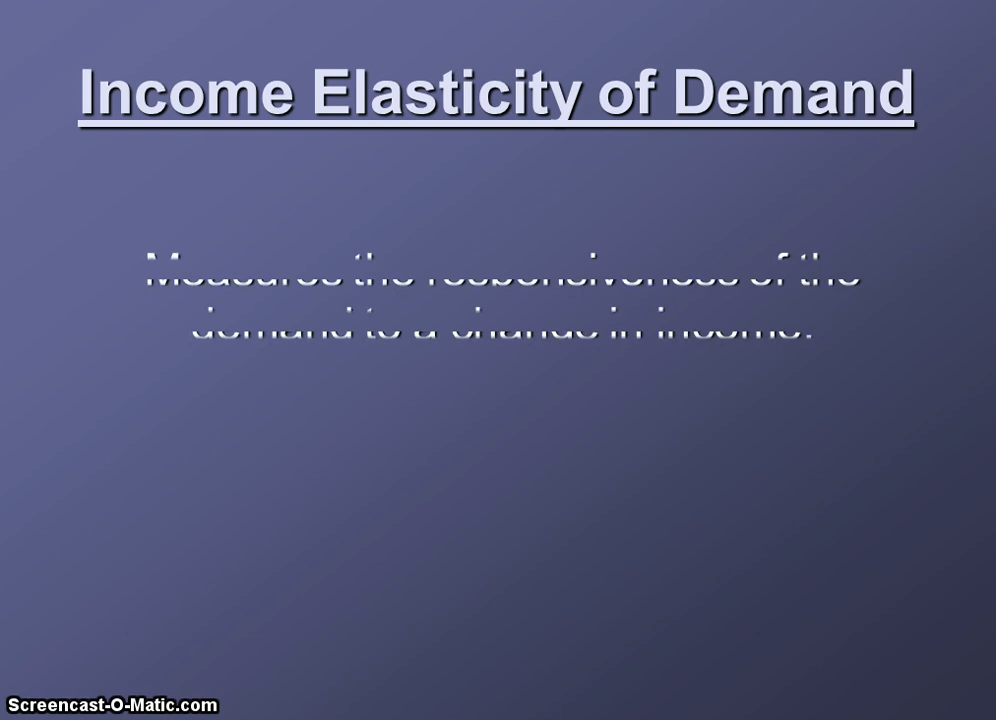 Income Elasticity of Demand
Measures the responsiveness of the
demand to a change in income.
Screencast-O-Matic.com